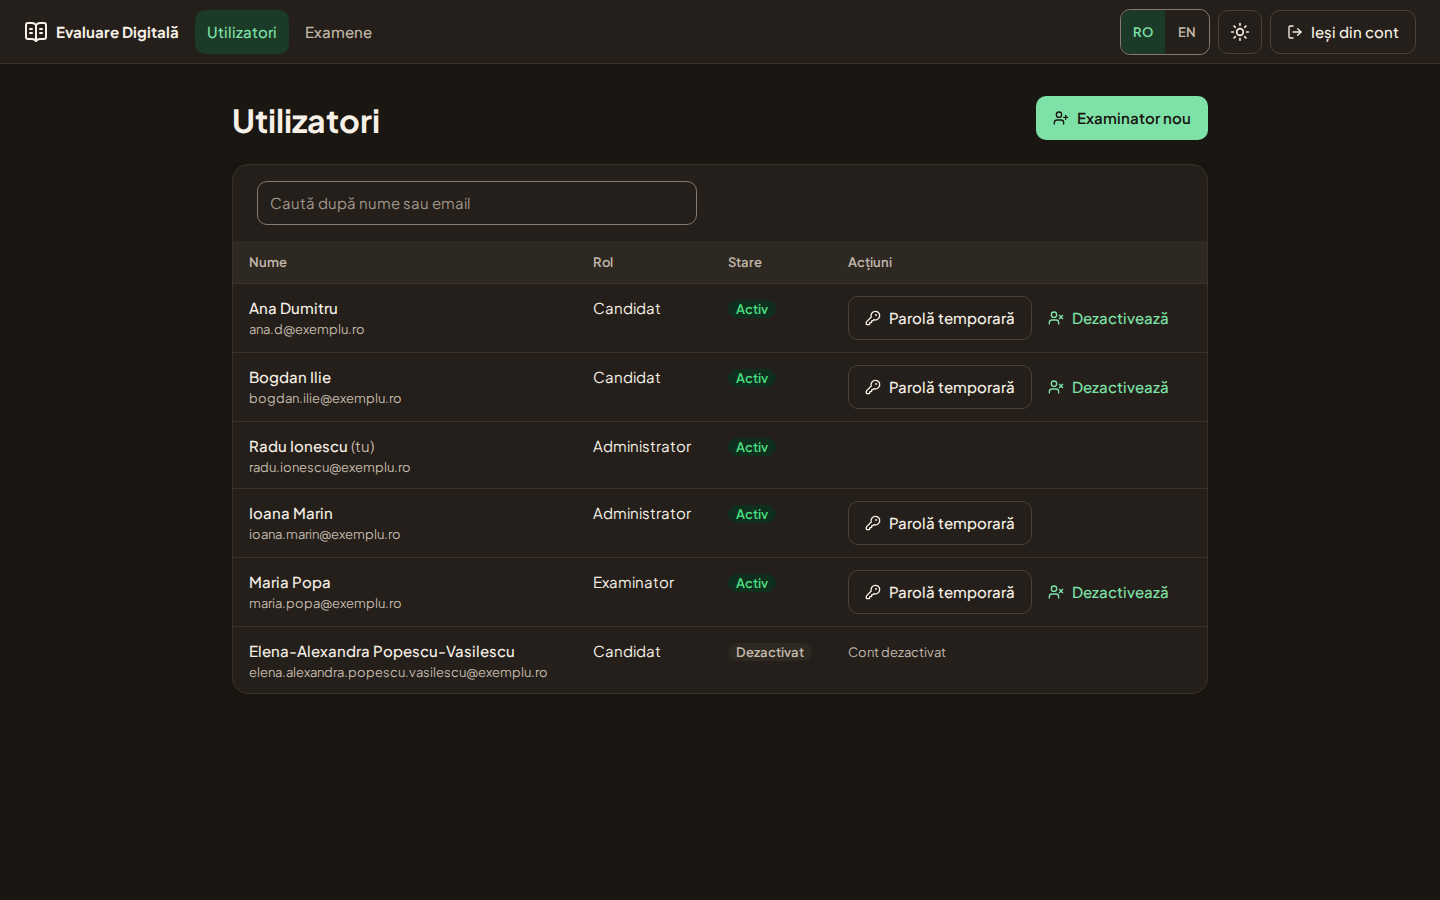 Evaluare Digitală Utilizatori Examene RO EN Ieși din cont
Utilizatori Examinator nou
Caută după nume sau email
Nume Rol Stare Acțiuni
Ana Dumitru Candidat Activ Parolă temporară Dezactivează
ana.d@exemplu.ro
Bogdan Ilie Candidat Activ Parolă temporară Dezactivează
bogdan.ilie@exemplu.ro
Radu Ionescu (tu) Administrator Activ
radu.ionescu@exemplu.ro
Ioana Marin Administrator Activ Parolă temporară
ioana.marin@exemplu.ro
Maria Popa Examinator Activ Parolă temporară Dezactivează
maria.popa@exemplu.ro
Elena-Alexandra Popescu-Vasilescu Candidat Dezactivat Cont dezactivat
elena.alexandra.popescu.vasilescu@exemplu.ro